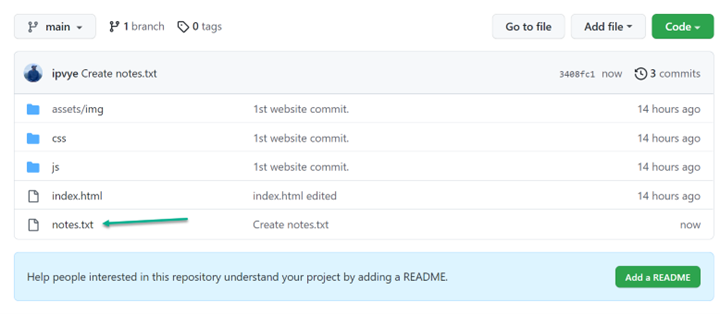 main 1 branch 0 tags Go to file Add file Code
ipvye Create notes.txt 3408fc1 now 3 commits
assets/img 1st website commit. 14 hours ago
css 1st website commit. 14 hours ago
js 1st website commit. 14 hours ago
index.html index.html edited 14 hours ago
notes.txt Create notes.txt now
Help people interested in this repository understand your project by adding a README. Add a README